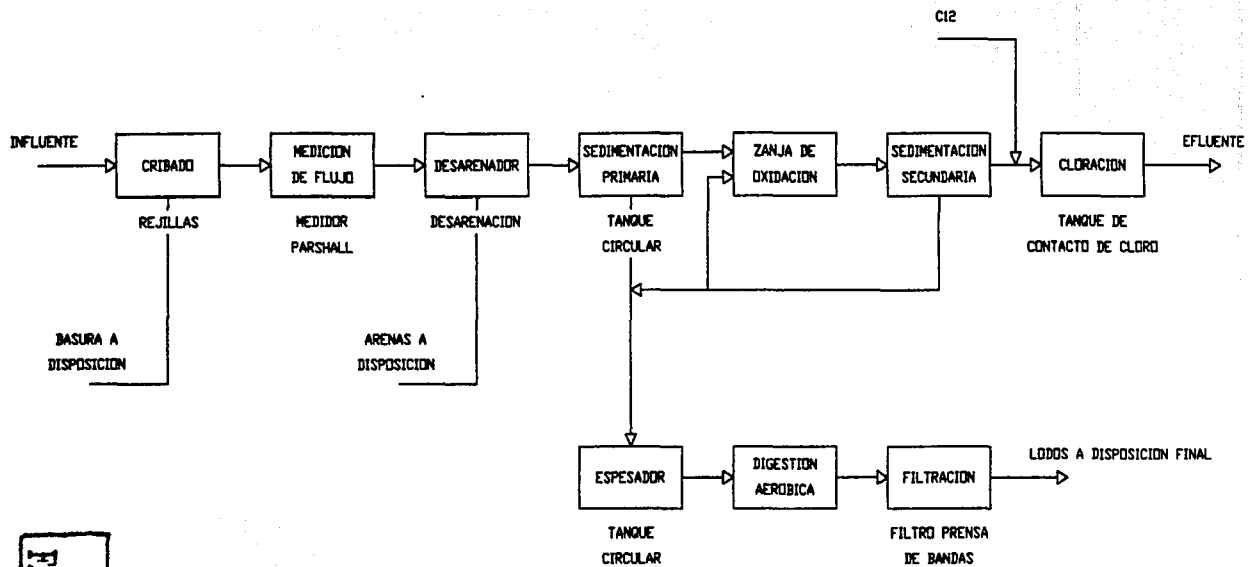 C12
INFLUENTE
CRIBADO
MEDICION
DE FLUJO
DESARENADOR
SEDIMENTACION
PRIMARIA
ZANJA DE
OXIDACION
SEDIMENTACION
SECUNDARIA
CLORACION
EFLUENTE
REJILLAS
MEDIDOR
PARSHALL
DESARENACION
TANQUE
CIRCULAR
TANQUE DE
CONTACTO DE CLORO
BASURA A
DISPOSICION
ARENAS A
DISPOSICION
ESPESADOR
DIGESTION
AEROBICA
FILTRACION
LODOS A DISPOSICION FINAL
TANQUE
CIRCULAR
FILTRO PRENSA
DE BANDAS